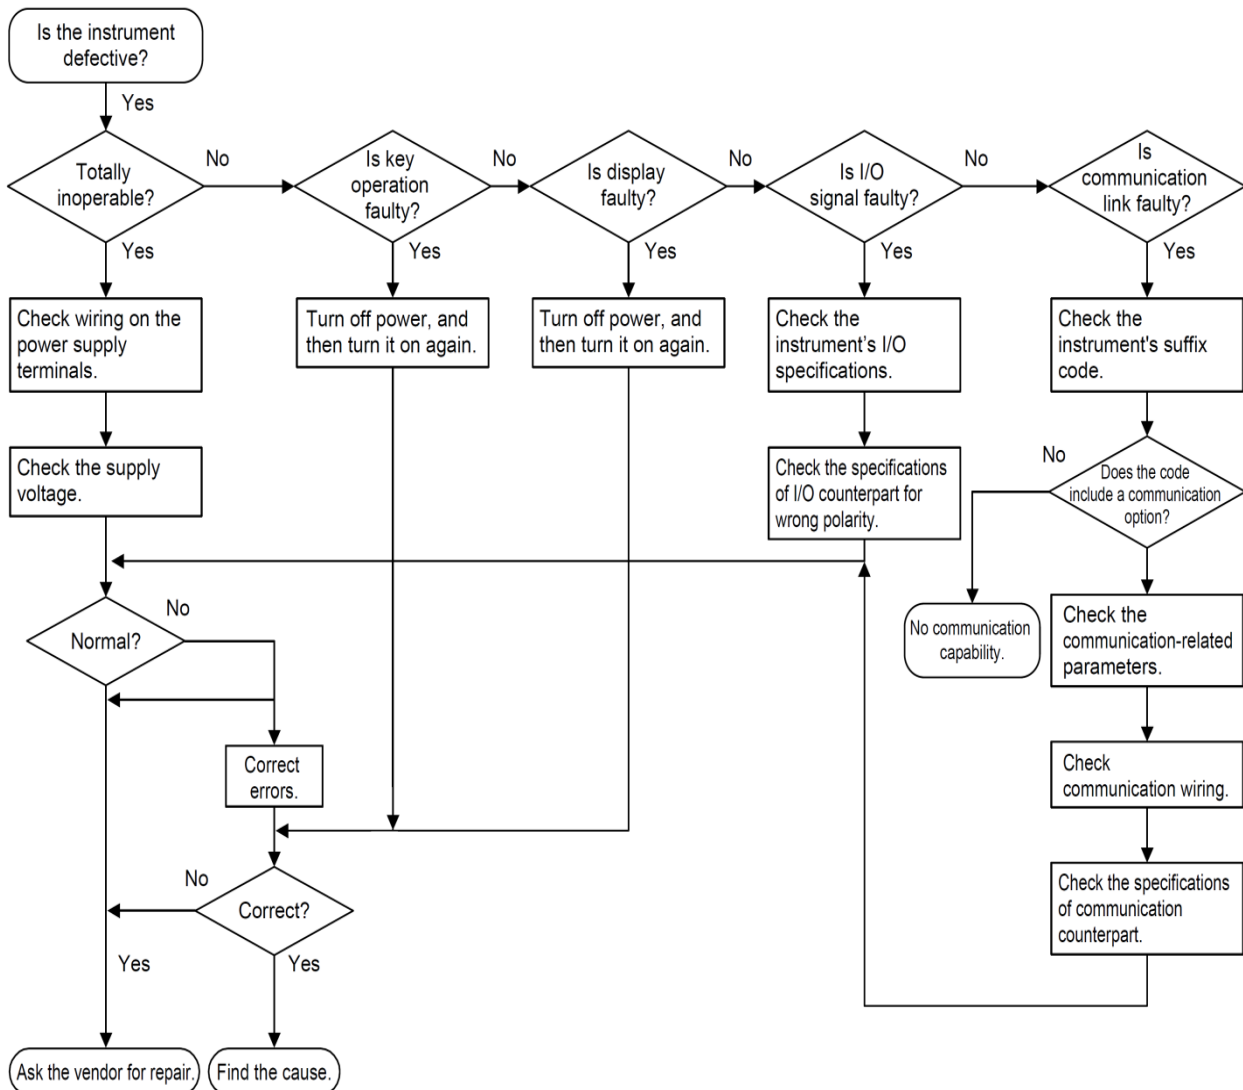 Is the instrument
defective?
Yes
Totally
inoperable?
No
Yes
Is key
operation
faulty?
No
Yes
Is display
faulty?
No
Yes
Is I/O
signal faulty?
No
Yes
Is
communication
link faulty?
Yes
Check wiring on the
power supply
terminals.
Turn off power, and
then turn it on again.
Turn off power, and
then turn it on again.
Check the
instrument's I/O
specifications.
Check the
instrument's suffix
code.
Check the supply
voltage.
Check the specifications
of I/O counterpart for
wrong polarity.
No
Does the code
include a communication
option?
Normal?
No
No communication
capability.
Check the
communication-related
parameters.
Correct
errors.
Check
communication wiring.
No
Correct?
Yes
Yes
Check the specifications
of communication
counterpart.
Ask the vendor for repair.
Find the cause.